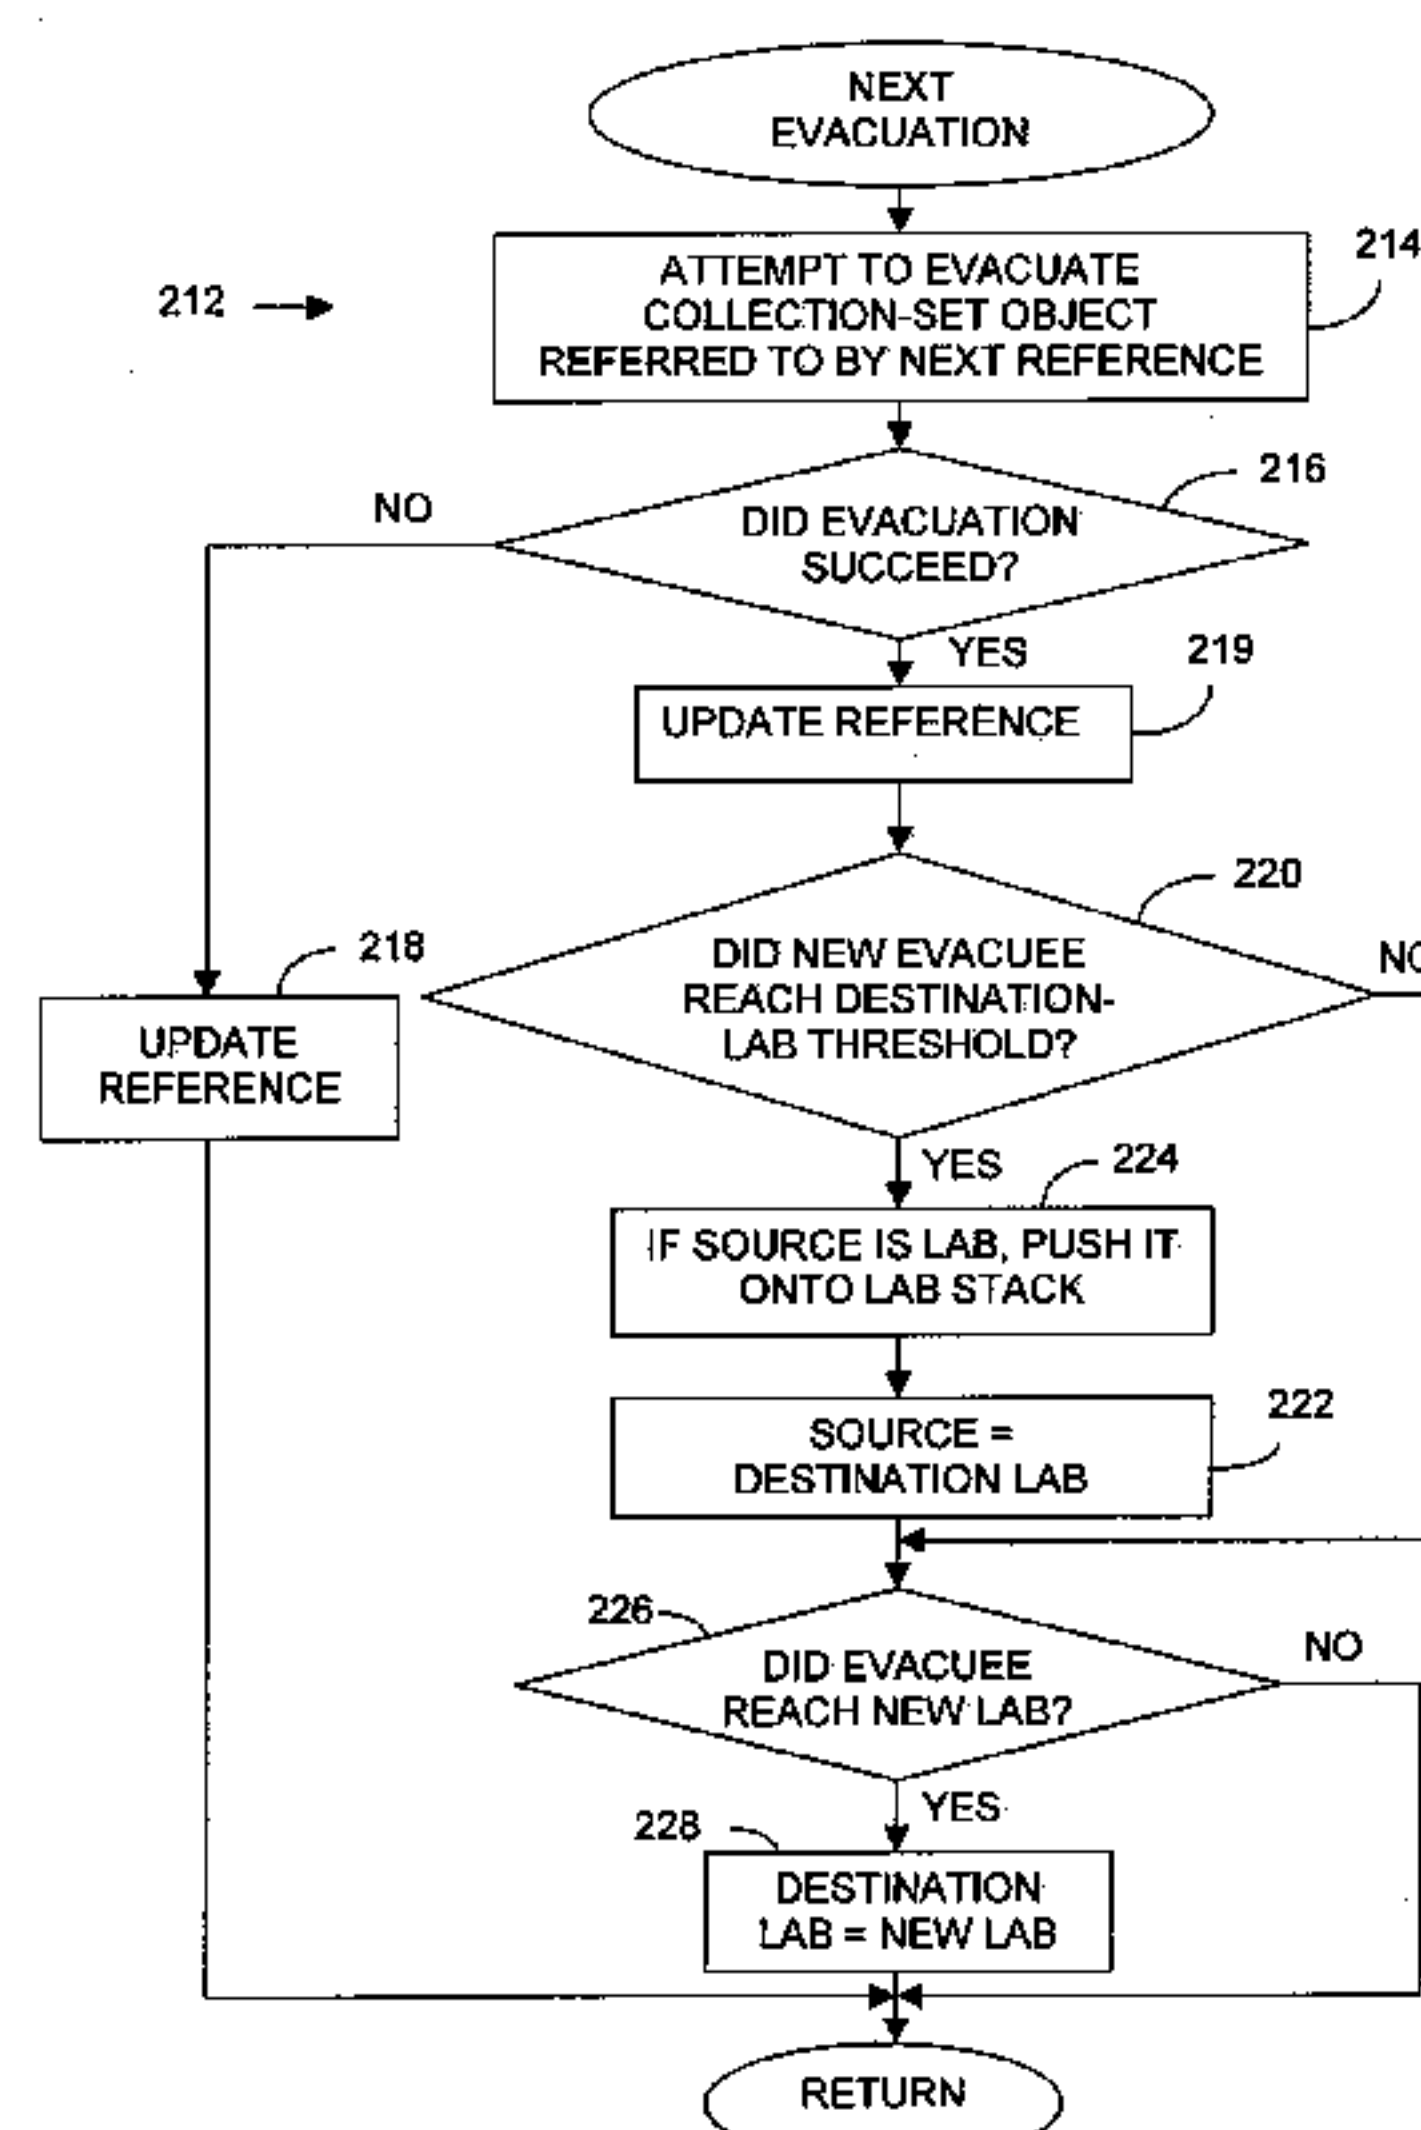 NEXT
EVACUATION
212
ATTEMPT TO EVACUATE
COLLECTION-SET OBJECT
REFERRED TO BY NEXT REFERENCE
214
NO
DID EVACUATION
SUCCEED?
216
YES
219
UPDATE REFERENCE
220
218
DID NEW EVACUEE
REACH DESTINATION-
LAB THRESHOLD?
NO
UPDATE
REFERENCE
YES
224
IF SOURCE IS LAB, PUSH IT
ONTO LAB STACK
222
SOURCE =
DESTINATION LAB
226
DID EVACUEE
REACH NEW LAB?
NO
YES
228
DESTINATION
LAB = NEW LAB
RETURN